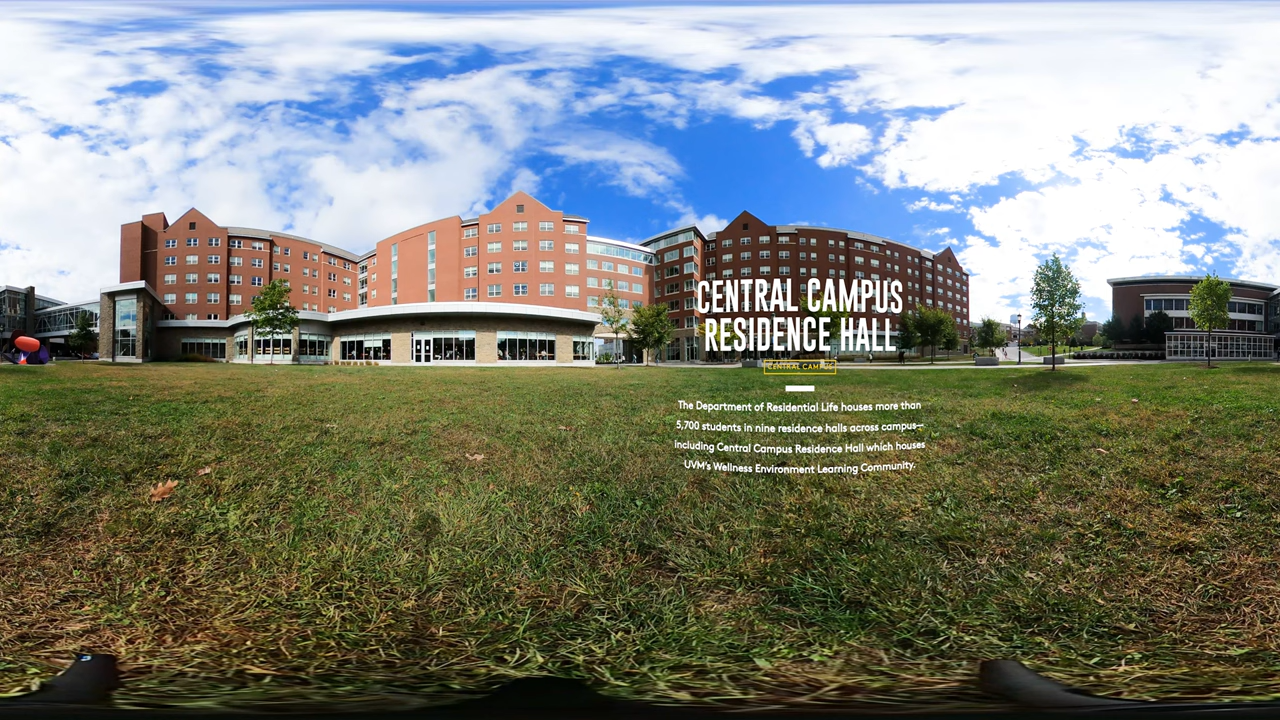 CENTRAL CAMPUS
RESIDENCE HALL
CENTRAL CAMPUS
The Department of Residential Life houses more than
5,700 students in nine residence halls across campus—
including Central Campus Residence Hall which houses
UVM's Wellness Environment Learning Community.